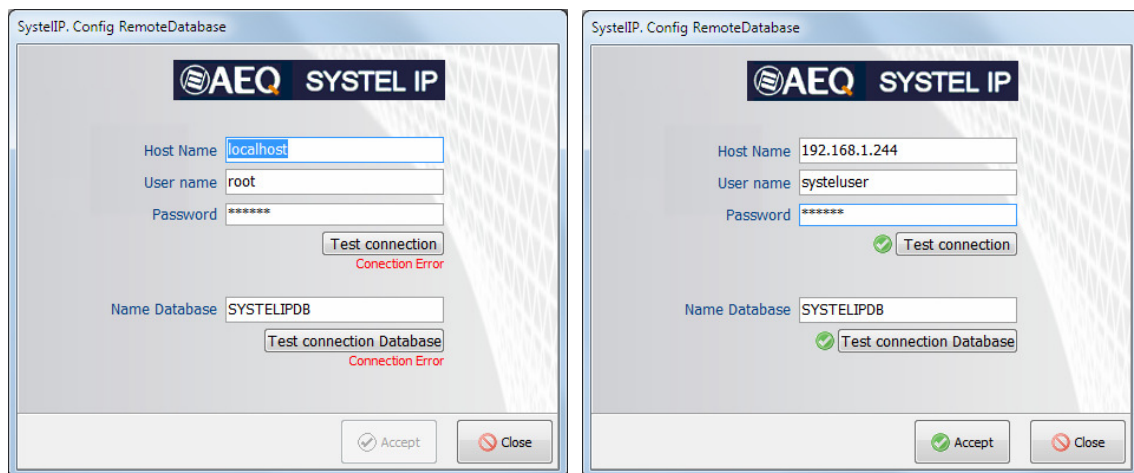 SystelIP. Config RemoteDatabase
AEQ SYSTEL IP
Host Name localhost
User name root
Password ******
Test connection
Conection Error
Name Database SYSTELIPDB
Test connection Database
Connection Error
Accept
Close
SystelIP. Config RemoteDatabase
AEQ SYSTEL IP
Host Name 192.168.1.244
User name systeluser
Password ******
Test connection
Name Database SYSTELIPDB
Test connection Database
Accept
Close